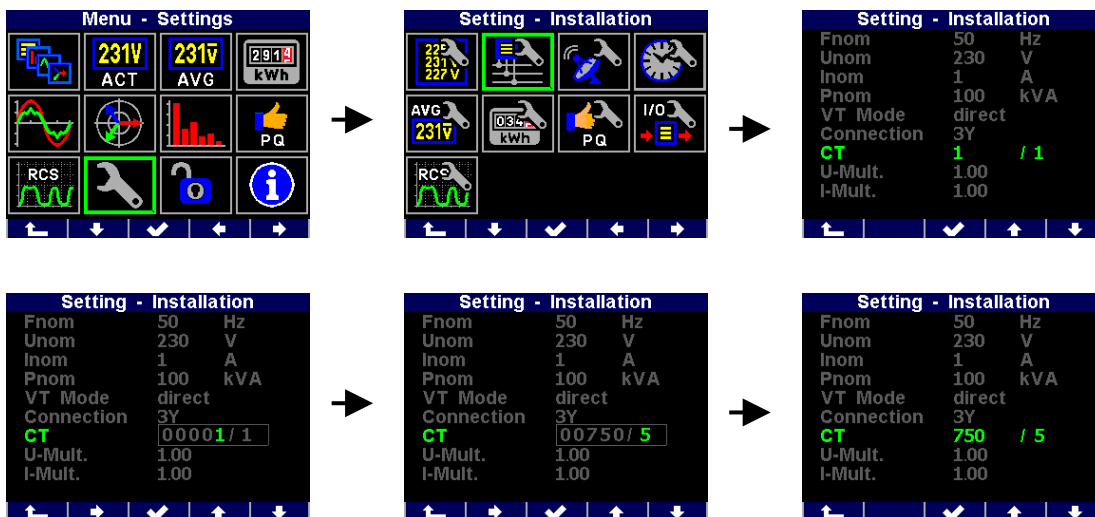 Menu - Settings
231V
ACT
231V
AVG
2914
kWh
PQ
RCS
i
Setting - Installation
227 V
AVG
231V
kWh
PQ
I/O
RCS
Setting - Installation
Fnom 50 Hz
Unom 230 V
Inom 1 A
Pnom 100 kVA
VT Mode direct
Connection 3Y
CT 1 / 1
U-Mult. 1.00
I-Mult. 1.00
Setting - Installation
Fnom 50 Hz
Unom 230 V
Inom 1 A
Pnom 100 kVA
VT Mode direct
Connection 3Y
CT 00001/ 1
U-Mult. 1.00
I-Mult. 1.00
Setting - Installation
Fnom 50 Hz
Unom 230 V
Inom 1 A
Pnom 100 kVA
VT Mode direct
Connection 3Y
CT 00750/ 5
U-Mult. 1.00
I-Mult. 1.00
Setting - Installation
Fnom 50 Hz
Unom 230 V
Inom 1 A
Pnom 100 kVA
VT Mode direct
Connection 3Y
CT 750 / 5
U-Mult. 1.00
I-Mult. 1.00